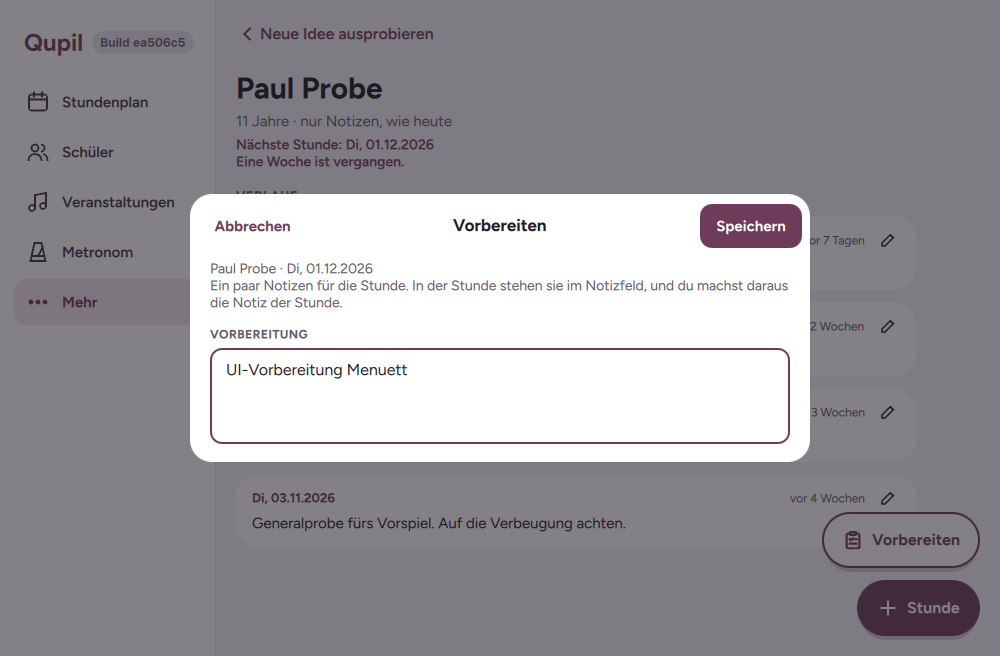 Qupil
Build ea506c5
Stundenplan
Schüler
Veranstaltungen
Metronom
Mehr
Neue Idee ausprobieren
Paul Probe
11 Jahre · nur Notizen, wie heute
Nächste Stunde: Di, 01.12.2026
Eine Woche ist vergangen.
Abbrechen
Vorbereiten
Speichern
Paul Probe · Di, 01.12.2026
Ein paar Notizen für die Stunde. In der Stunde stehen sie im Notizfeld, und du machst daraus
die Notiz der Stunde.
VORBEREITUNG
UI-Vorbereitung Menuett
7 Tagen
2 Wochen
3 Wochen
Di, 03.11.2026
vor 4 Wochen
Generalprobe fürs Vorspiel. Auf die Verbeugung achten.
Vorbereiten
Stunde